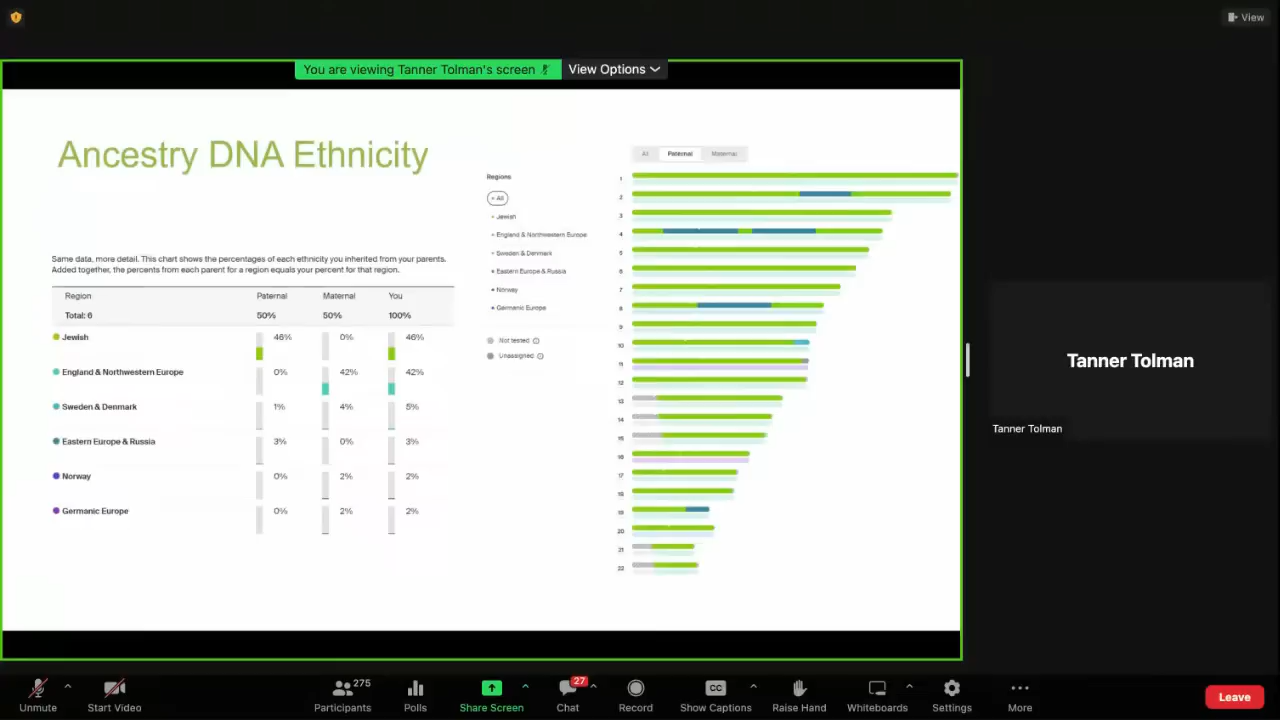 View
You are viewing Tanner Tolman's screen
View Options
Ancestry DNA Ethnicity
All Paternal Maternal
Regions
+ All
+ Jewish
+ England & Northwestern Europe
+ Sweden & Denmark
+ Eastern Europe & Russia
+ Norway
+ Germanic Europe
Not tested
Unassigned
Same data, more detail. This chart shows the percentages of each ethnicity you inherited from your parents.
Added together, the percents from each parent for a region equals your percent for that region.
Region Paternal Maternal You
Total: 6 50% 50% 100%
Jewish 46% 0% 46%
England & Northwestern Europe 0% 42% 42%
Sweden & Denmark 1% 4% 5%
Eastern Europe & Russia 3% 0% 3%
Norway 0% 2% 2%
Germanic Europe 0% 2% 2%
1
2
3
4
5
6
7
8
9
10
11
12
13
14
15
16
17
18
19
20
21
22
Tanner Tolman
Tanner Tolman
275
27
CC
Unmute Start Video Participants Polls Share Screen Chat Record Show Captions Raise Hand Whiteboards Settings More Leave